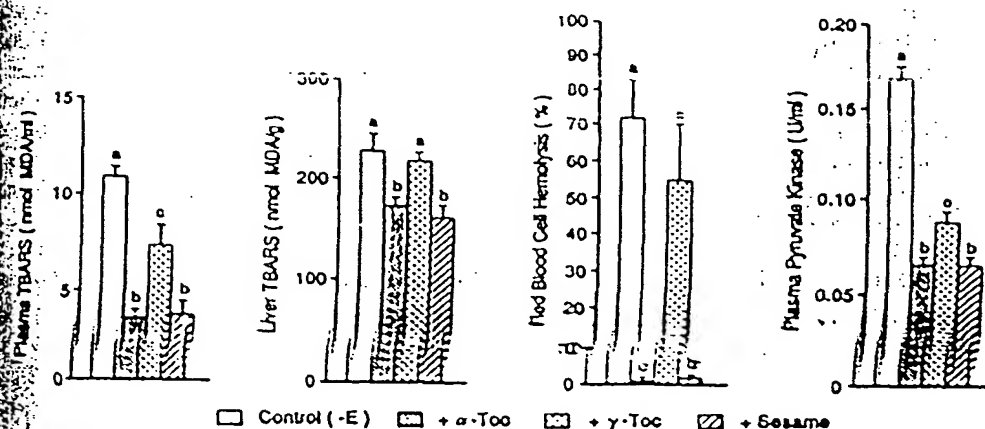 Plasma TBARS ( nmol MDA/ml)
15
10
5
0
a
b
c
b
Liver TBARS ( nmol MDA/g)
300
200
100
0
a
b
a
b
Blood Cell Hemolysis ( % )
100
90
80
70
60
50
40
30
20
10
0
a
Plasma Pyruvate Kinase ( U/ml)
0.20
0.15
0.10
0.05
0
a
b
c
b
Control (-E)
+ α-Toc
+ γ-Toc
+ Sesame